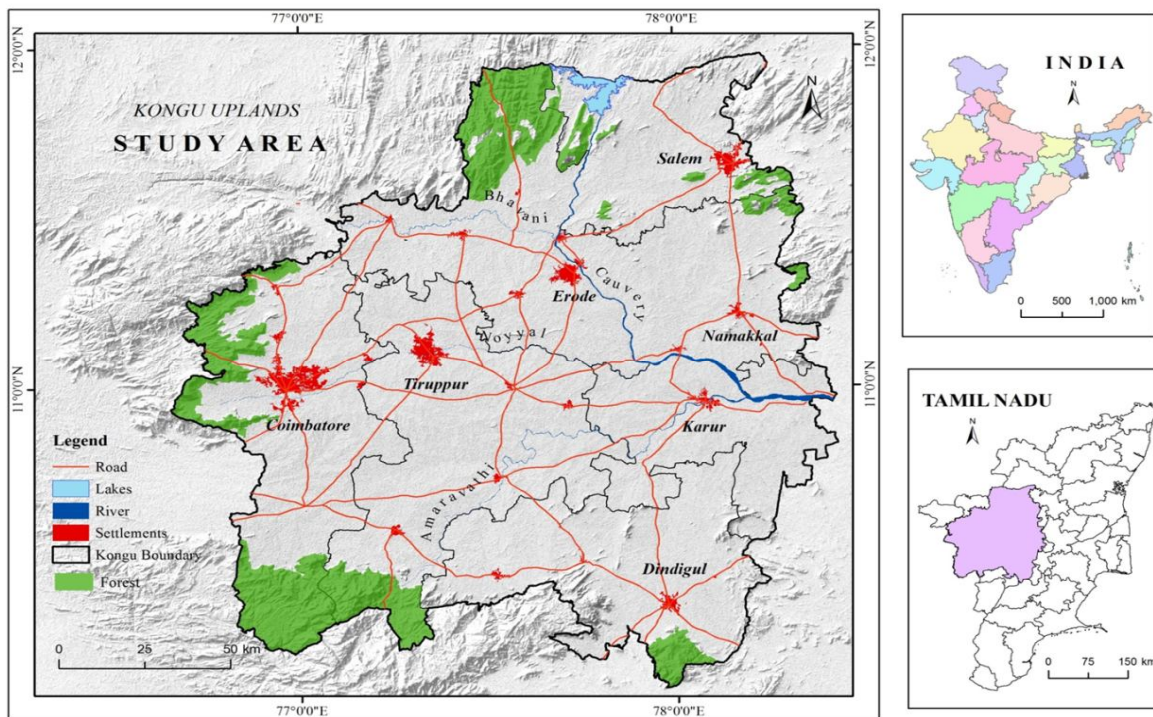 77°0'0"E
78°0'0"E
12°0'0"N
12°0'0"N
KONGU UPLANDS
STUDY AREA
N
Salem
Bhavani
Cauvery
Erode
Noyyal
Namakkal
Tiruppur
11°0'0"N
11°0'0"N
Coimbatore
Karur
Amaravathi
Dindigul
Legend
Road
Lakes
River
Settlements
Kongu Boundary
Forest
0 25 50 km
77°0'0"E
78°0'0"E
INDIA
N
0 500 1,000 km
TAMIL NADU
N
0 75 150 km